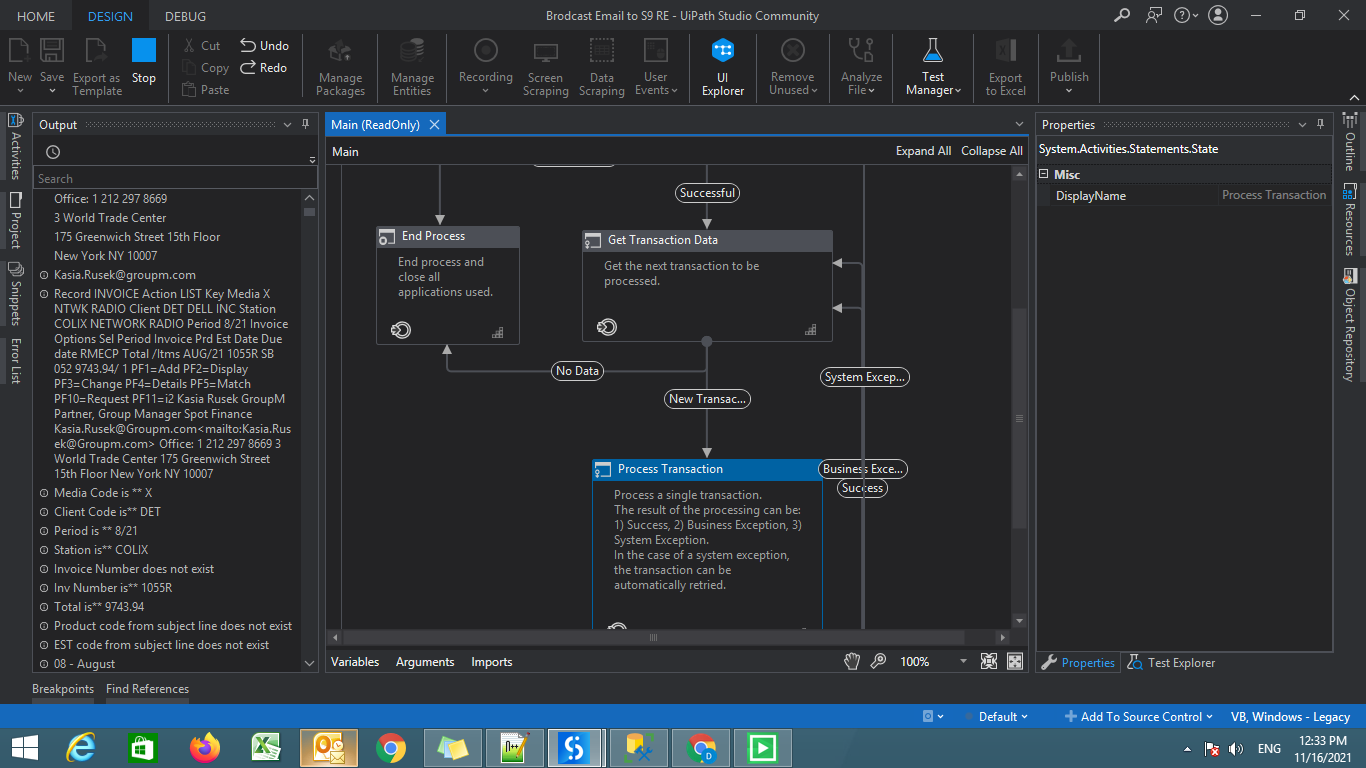 HOME DESIGN DEBUG
Brodcast Email to S9 RE - UiPath Studio Community
New Save Export as Template Stop
Cut Copy Paste
Undo Redo
Manage Packages
Manage Entities
Recording
Screen Scraping
Data Scraping
User Events
UI Explorer
Remove Unused
Analyze File
Test Manager
Export to Excel
Publish
Activities
Project
Snippets
Error List
Output
Search
Office: 1 212 297 8669
3 World Trade Center
175 Greenwich Street 15th Floor
New York NY 10007
Kasia.Rusek@groupm.com
Record INVOICE Action LIST Key Media X
NTWK RADIO Client DET DELL INC Station
COLIX NETWORK RADIO Period 8/21 Invoice
Options Sel Period Invoice Prd Est Date Due
date RMECP Total /Itms AUG/21 1055R SB
052 9743.94/ 1 PF1=Add PF2=Display
PF3=Change PF4=Details PF5=Match
PF10=Request PF11=i2 Kasia Rusek GroupM
Partner, Group Manager Spot Finance
Kasia.Rusek@Groupm.com<mailto:Kasia.Rus
ek@Groupm.com> Office: 1 212 297 8669 3
World Trade Center 175 Greenwich Street
15th Floor New York NY 10007
Media Code is ** X
Client Code is** DET
Period is ** 8/21
Station is** COLIX
Invoice Number does not exist
Inv Number is** 1055R
Total is** 9743.94
Product code from subject line does not exist
EST code from subject line does not exist
08 - August
Breakpoints Find References
Main (ReadOnly)
Main
Expand All Collapse All
Successful
End Process
End process and
close all
applications used.
Get Transaction Data
Get the next transaction to be
processed.
No Data
System Excep...
New Transac...
Process Transaction
Business Exce...
Success
Process a single transaction.
The result of the processing can be:
1) Success, 2) Business Exception, 3)
System Exception.
In the case of a system exception,
the transaction can be
automatically retried.
Variables Arguments Imports
100%
Properties
System.Activities.Statements.State
Misc
DisplayName Process Transaction
Properties Test Explorer
Outline
Resources
Object Repository
Default
Add To Source Control
VB, Windows - Legacy
ENG
12:33 PM
11/16/2021